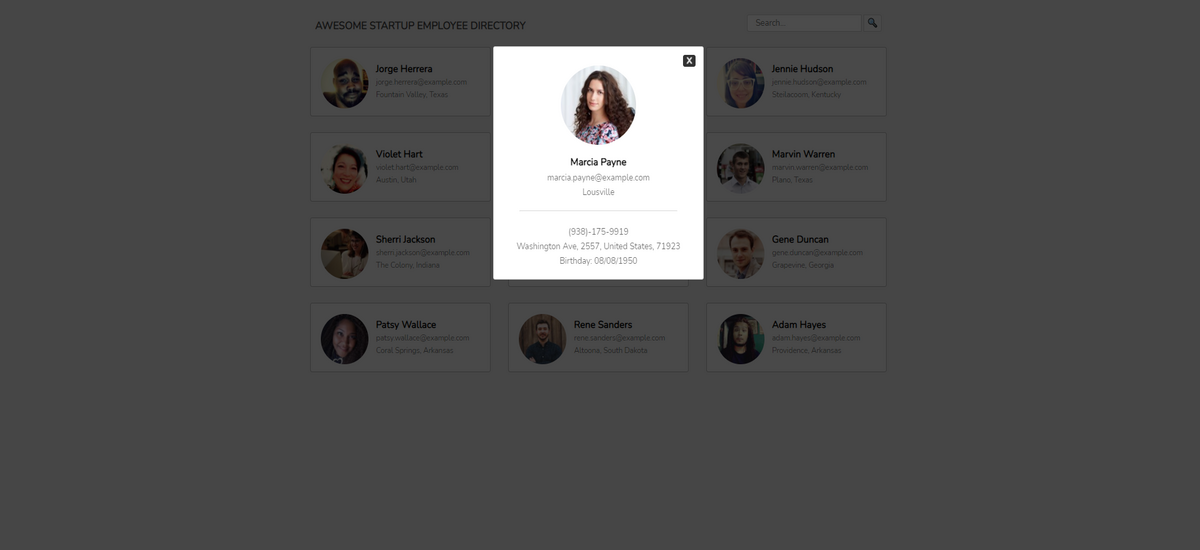 AWESOME STARTUP EMPLOYEE DIRECTORY
Search...
Jorge Herrera
jorge.herrera@example.com
Fountain Valley, Texas
X
Marcia Payne
marcia.payne@example.com
Lousville
(938)-175-9919
Washington Ave, 2557, United States, 71923
Birthday: 08/08/1950
Jennie Hudson
jennie.hudson@example.com
Steilacoom, Kentucky
Violet Hart
violet.hart@example.com
Austin, Utah
Marvin Warren
marvin.warren@example.com
Plano, Texas
Sherri Jackson
sherri.jackson@example.com
The Colony, Indiana
Gene Duncan
gene.duncan@example.com
Grapevine, Georgia
Patsy Wallace
patsy.wallace@example.com
Coral Springs, Arkansas
Rene Sanders
rene.sanders@example.com
Altoona, South Dakota
Adam Hayes
adam.hayes@example.com
Providence, Arkansas